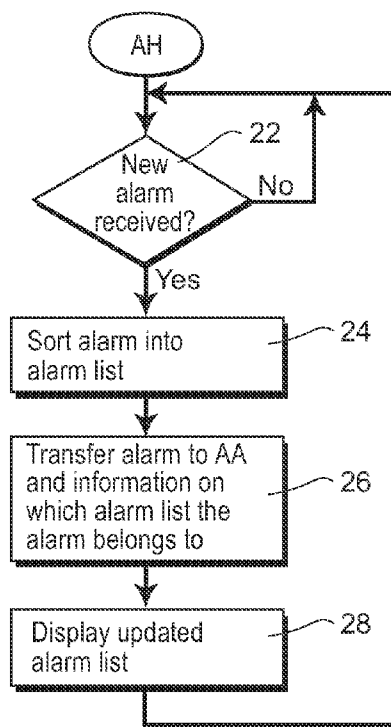 AH
22
New
alarm
received?
No
Yes
Sort alarm into
alarm list
24
Transfer alarm to AA
and information on
which alarm list the
alarm belongs to
26
Display updated
alarm list
28